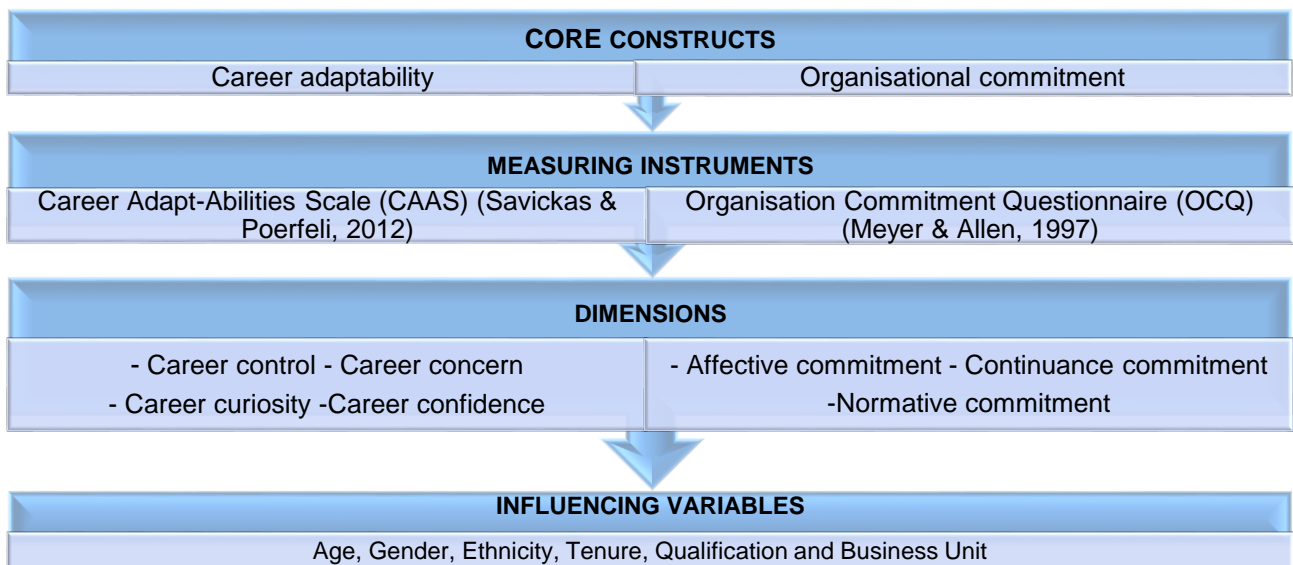 CORE CONSTRUCTS
Career adaptability
Organisational commitment
MEASURING INSTRUMENTS
Career Adapt-Abilities Scale (CAAS) (Savickas &
Poerfeli, 2012)
Organisation Commitment Questionnaire (OCQ)
(Meyer & Allen, 1997)
DIMENSIONS
- Career control - Career concern
- Career curiosity -Career confidence
- Affective commitment - Continuance commitment
-Normative commitment
INFLUENCING VARIABLES
Age, Gender, Ethnicity, Tenure, Qualification and Business Unit